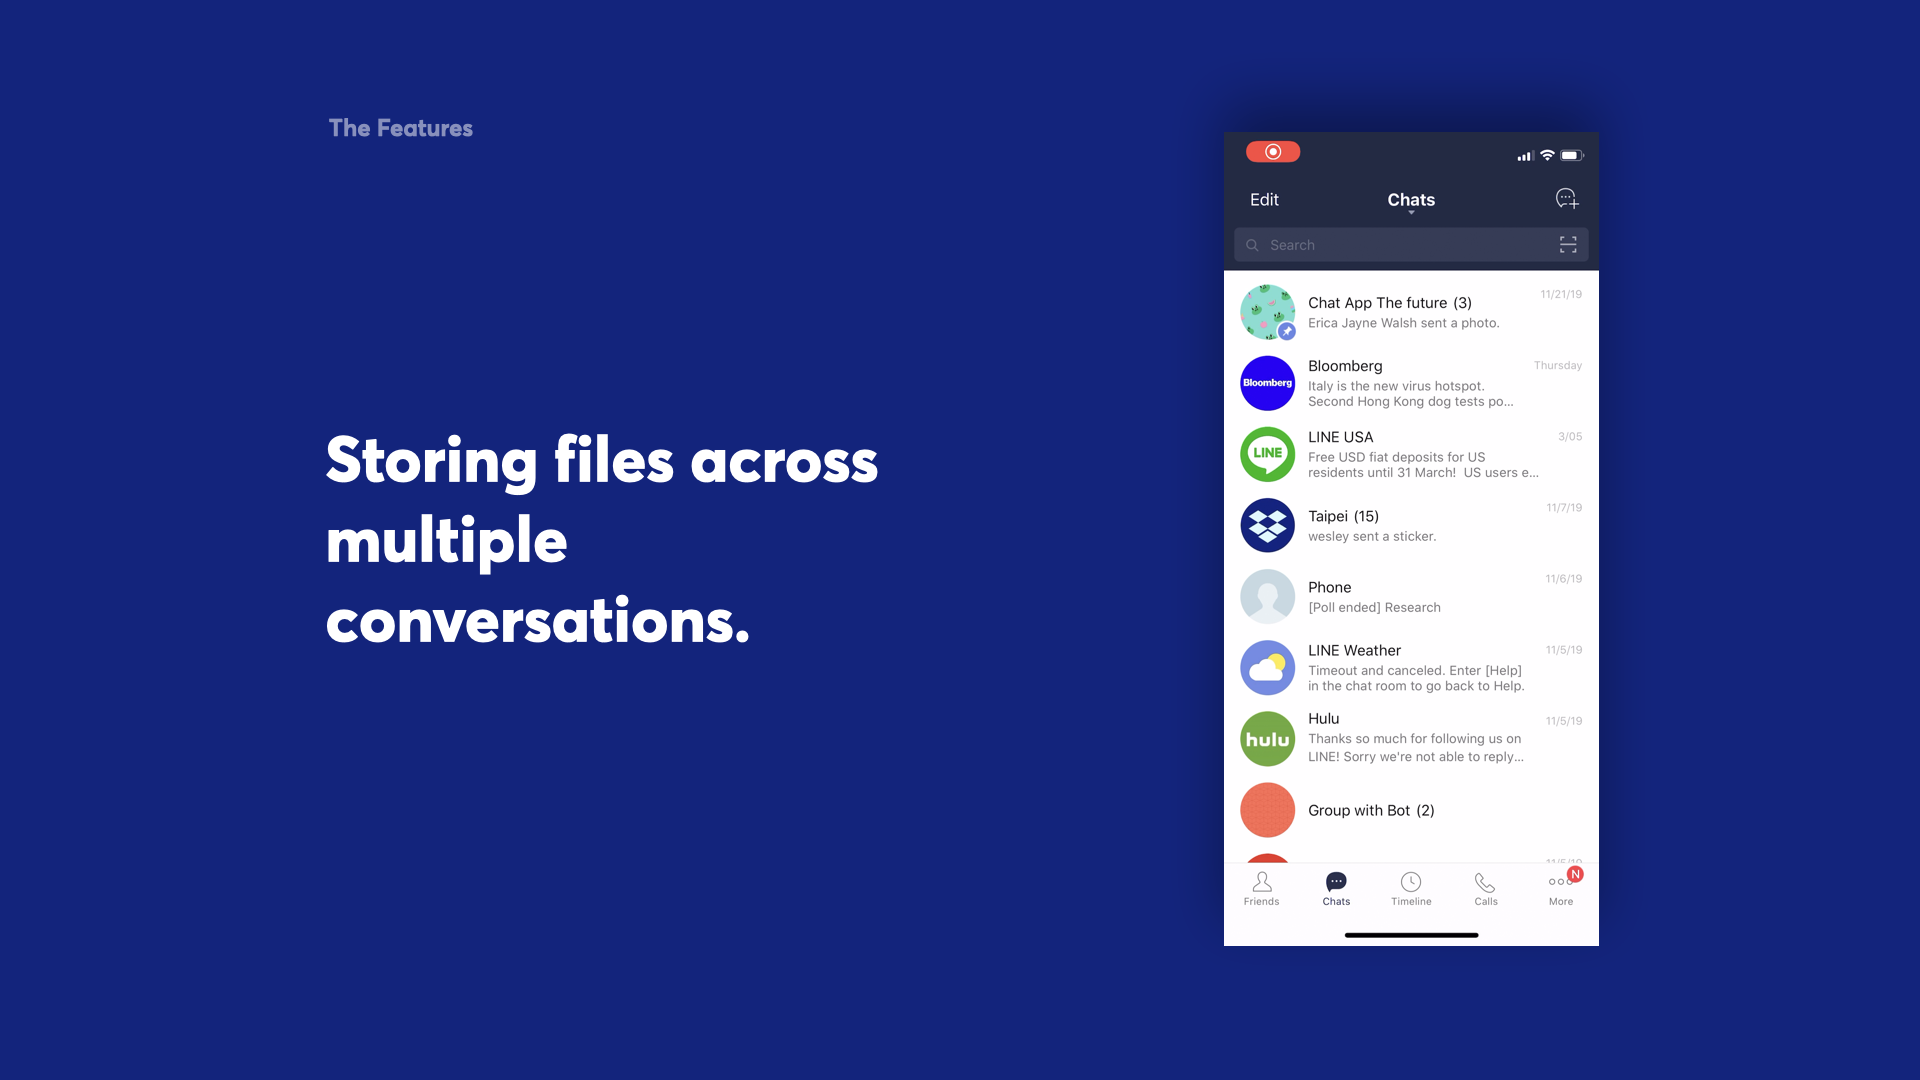 The Features
Storing files across
multiple
conversations.
Edit
Chats
Search
Chat App The future (3)
11/21/19
Erica Jayne Walsh sent a photo.
Bloomberg
Bloomberg
Thursday
Italy is the new virus hotspot.
Second Hong Kong dog tests po...
LINE
LINE USA
3/05
Free USD fiat deposits for US
residents until 31 March!  US users e...
Taipei (15)
11/7/19
wesley sent a sticker.
Phone
11/6/19
[Poll ended] Research
LINE Weather
11/5/19
Timeout and canceled. Enter [Help]
in the chat room to go back to Help.
hulu
Hulu
11/5/19
Thanks so much for following us on
LINE! Sorry we're not able to reply...
Group with Bot (2)
N
Friends
Chats
Timeline
Calls
More